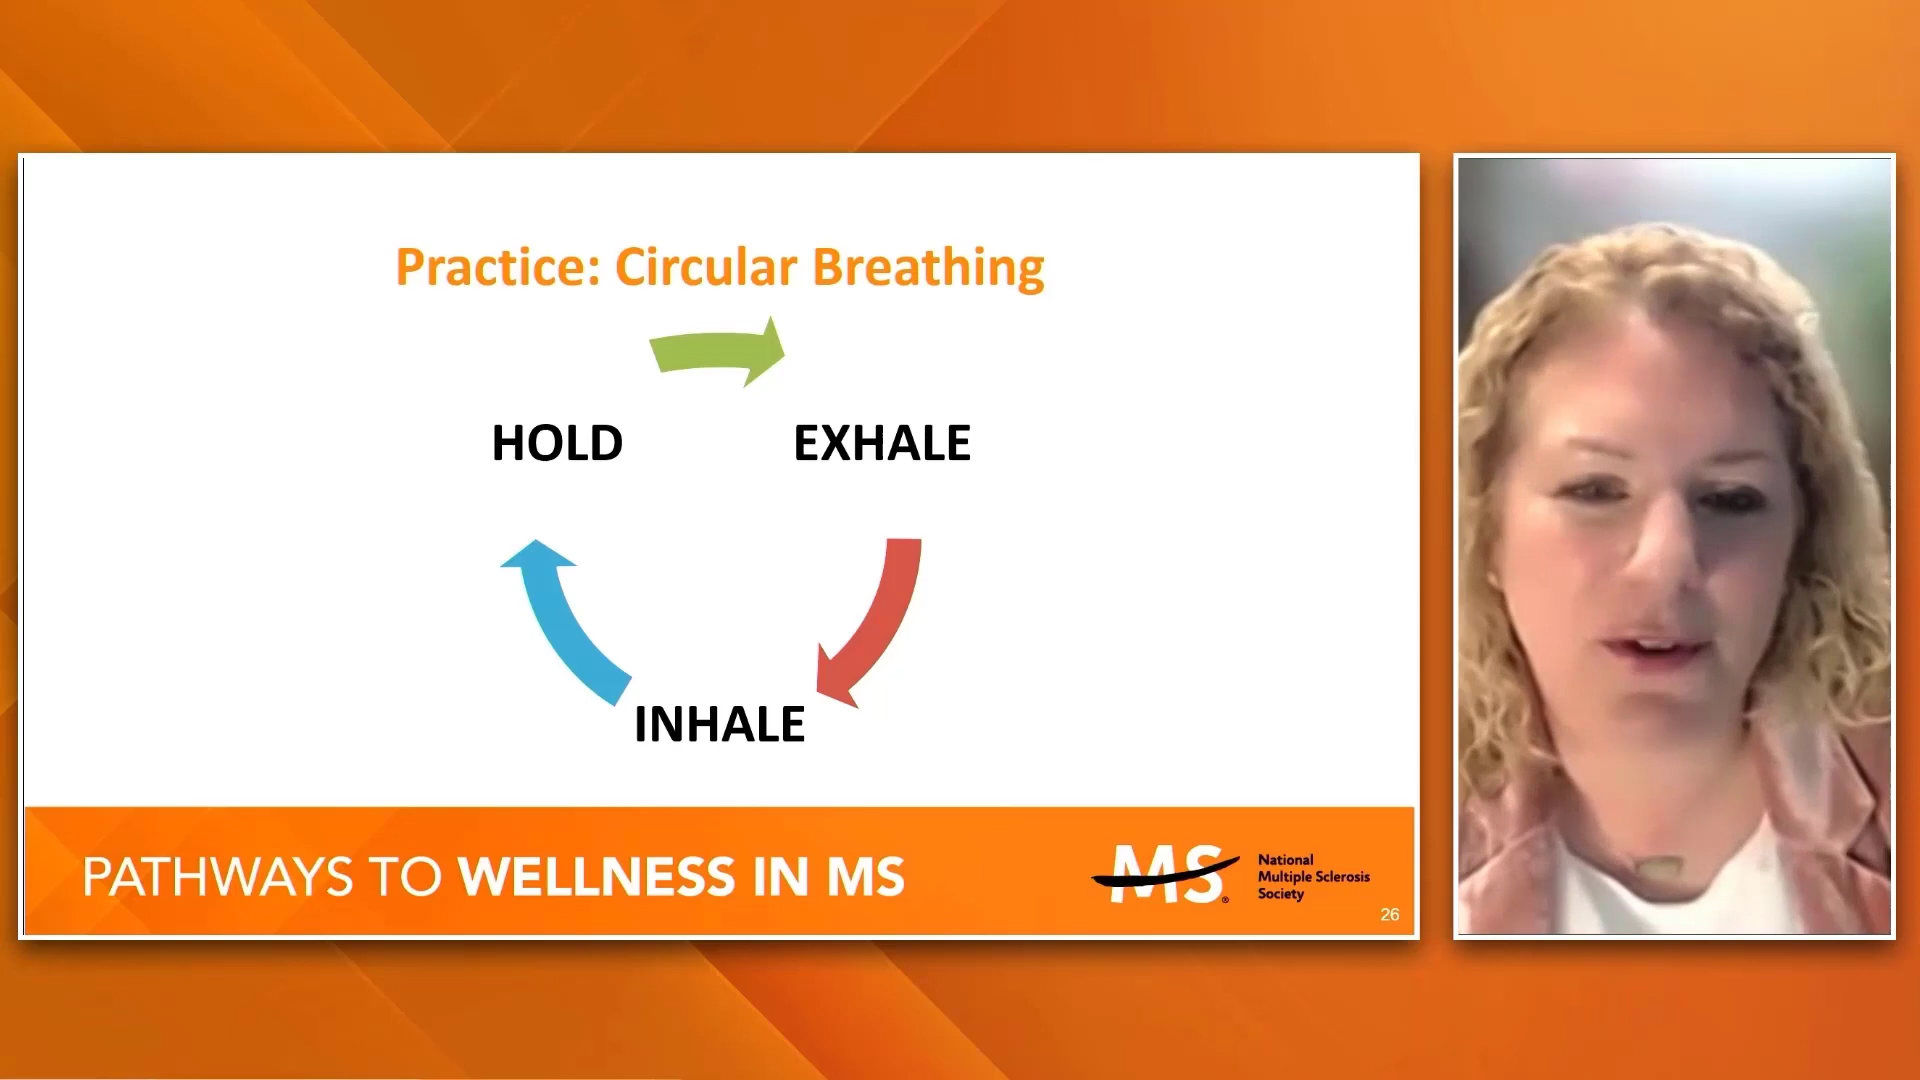 Practice: Circular Breathing
HOLD
EXHALE
INHALE
PATHWAYS TO WELLNESS IN MS
MS®
National
Multiple Sclerosis
Society
26